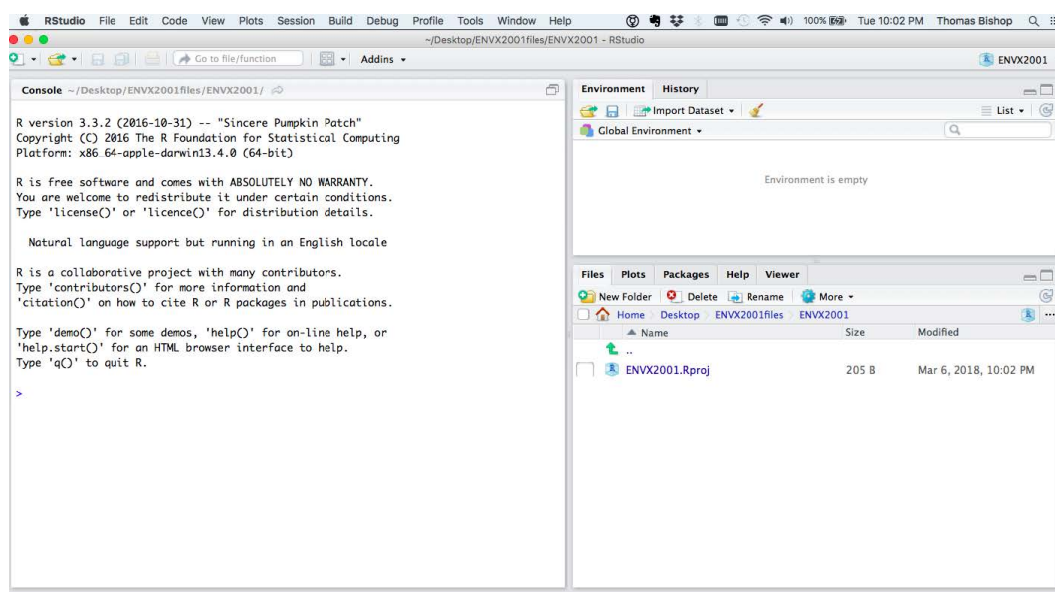 RStudio File Edit Code View Plots Session Build Debug Profile Tools Window Help 100% Tue 10:02 PM Thomas Bishop
~/Desktop/ENVX2001files/ENVX2001 - RStudio
Go to file/function Addins ENVX2001
Console ~/Desktop/ENVX2001files/ENVX2001/
R version 3.3.2 (2016-10-31) -- "Sincere Pumpkin Patch"
Copyright (C) 2016 The R Foundation for Statistical Computing
Platform: x86_64-apple-darwin13.4.0 (64-bit)
R is free software and comes with ABSOLUTELY NO WARRANTY.
You are welcome to redistribute it under certain conditions.
Type 'license()' or 'licence()' for distribution details.
Natural language support but running in an English locale
R is a collaborative project with many contributors.
Type 'contributors()' for more information and
'citation()' on how to cite R or R packages in publications.
Type 'demo()' for some demos, 'help()' for on-line help, or
'help.start()' for an HTML browser interface to help.
Type 'q()' to quit R.
>
Environment History
Import Dataset List
Global Environment
Environment is empty
Files Plots Packages Help Viewer
New Folder Delete Rename More
Home Desktop ENVX2001files ENVX2001
Name Size Modified
..
ENVX2001.Rproj 205 B Mar 6, 2018, 10:02 PM